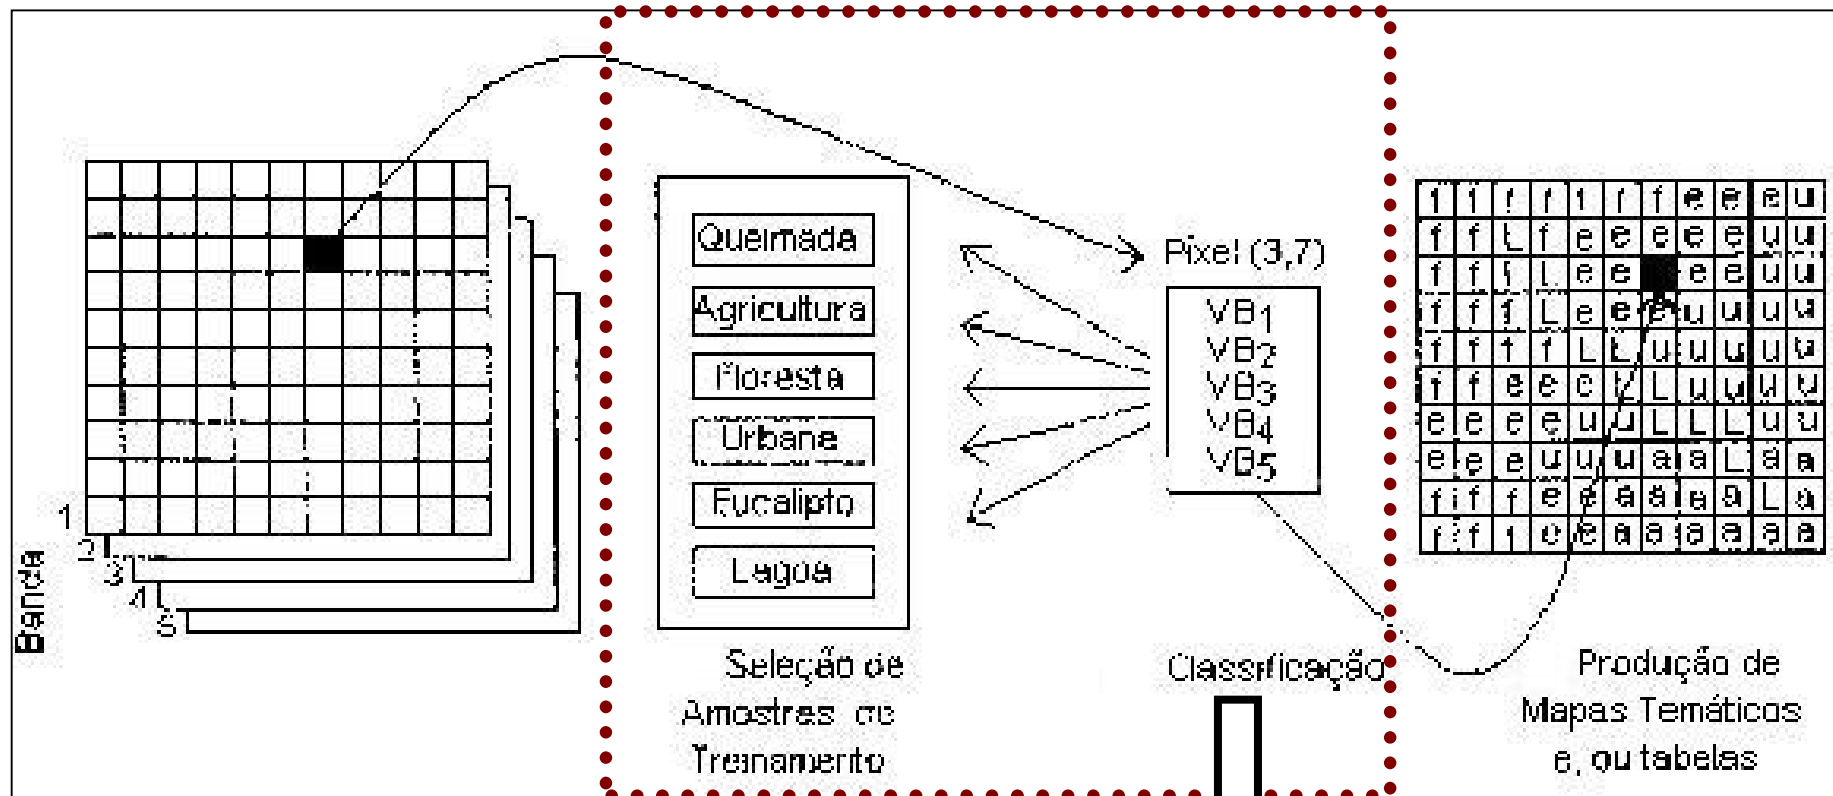 Banda
1
2
3
4
5
Queimada
Agricultura
Floresta
Urbana
Eucalipto
Lagoa
Seleção de
Amostras de
Treinamento
Pixel (3,7)
VB1
VB2
VB3
VB4
VB5
Classificação
f f f f f f f e e e u
f f L f e e e e e u u
f f f L e e e e u u
f f f L e e e u u u u
f f f f L L u u u u u
f f e e c L L u u u u
e e e e u u L L L u u
e e e u u u a a L a a
f f f e e a a a a L a
f f f e e a a a a a a
Produção de
Mapas Temáticos
e, ou tabelas